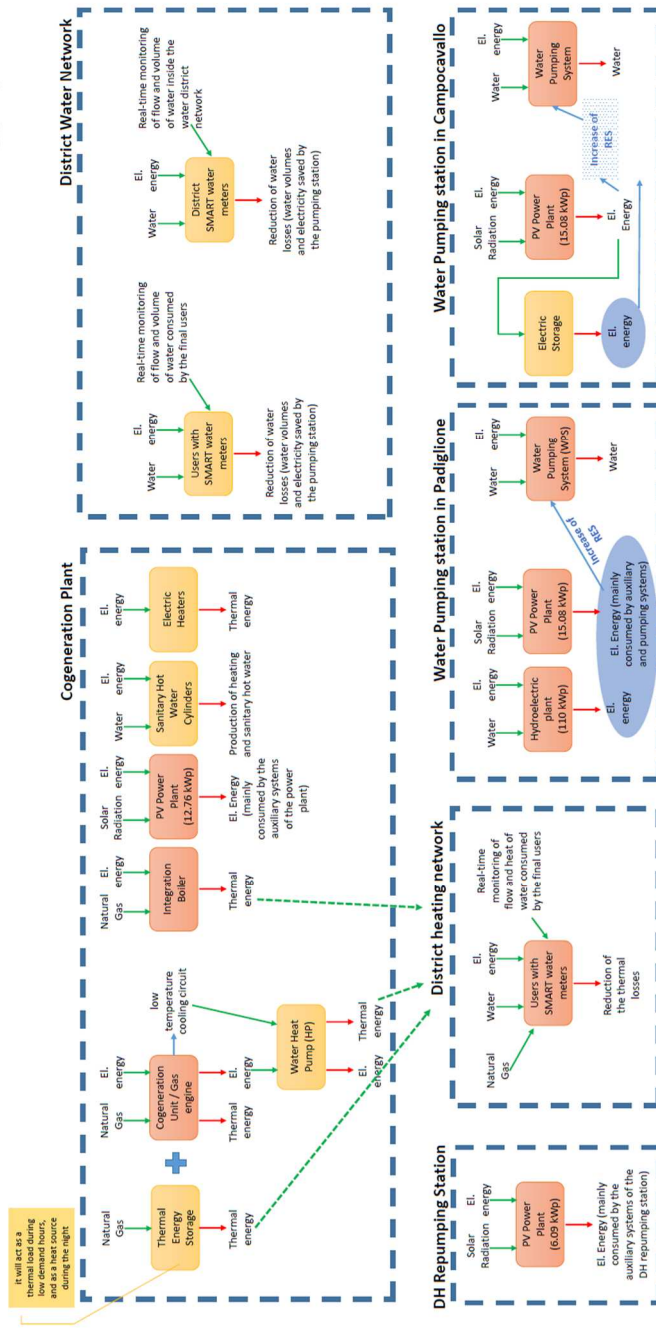 it will act as a
thermal load during
low demand hours,
and as a heat source
during the night
Cogeneration Plant
Natural
Gas
Thermal
Energy
Storage
Thermal
energy
Natural
Gas
El.
energy
Cogeneration
Unit / Gas
engine
Thermal
energy
El.
energy
low
temperature
cooling circuit
Water Heat
Pump (HP)
El.
energy
Thermal
energy
Natural
Gas
El.
energy
Integration
Boiler
Thermal
energy
Solar
Radiation
El.
energy
PV Power
Plant
(12.76 kWp)
El. Energy
(mainly
consumed by the
auxiliary systems
of the power
plant)
Water
El.
energy
Sanitary Hot
Water
Cylinders
Production of heating
and sanitary hot water
El.
energy
Electric
Heaters
Thermal
energy
District Water Network
Water
El.
energy
Real-time monitoring
of flow and volume
of water consumed
by the final users
Users with
SMART water
meters
Reduction of water
losses (water volumes
and electricity saved by
the pumping station)
Water
El.
energy
Real-time monitoring
of flow and volume
of water inside the
water district
network
District
SMART water
meters
Reduction of water
losses (water volumes
and electricity saved by
the pumping station)
DH Repumping Station
Solar
Radiation
El.
energy
PV Power
Plant
(6.09 kWp)
El. Energy (mainly
consumed by the
auxiliary systems of the
DH repumping station)
District heating network
Natural
Gas
Water
El.
energy
Real-time
monitoring of
flow and heat of
water consumed
by the final users
Users with
SMART water
meters
Reduction of
the thermal
losses
Water Pumping station in Padiglione
Water
El.
energy
Hydroelectric
plant
(110 kWp)
El.
energy
Solar
Radiation
El.
energy
PV Power
Plant
(15.08 kWp)
El. Energy (mainly
consumed by auxiliary
and pumping systems)
Increase of
RES
Water
El.
energy
Water
Pumping
System (WPS)
Water
Water Pumping station in Campocavallo
Electric
Storage
El.
energy
Solar
Radiation
El.
energy
PV Power
Plant
(15.08 kWp)
El.
Energy
Increase of
RES
Water
El.
energy
Water
Pumping
System
Water